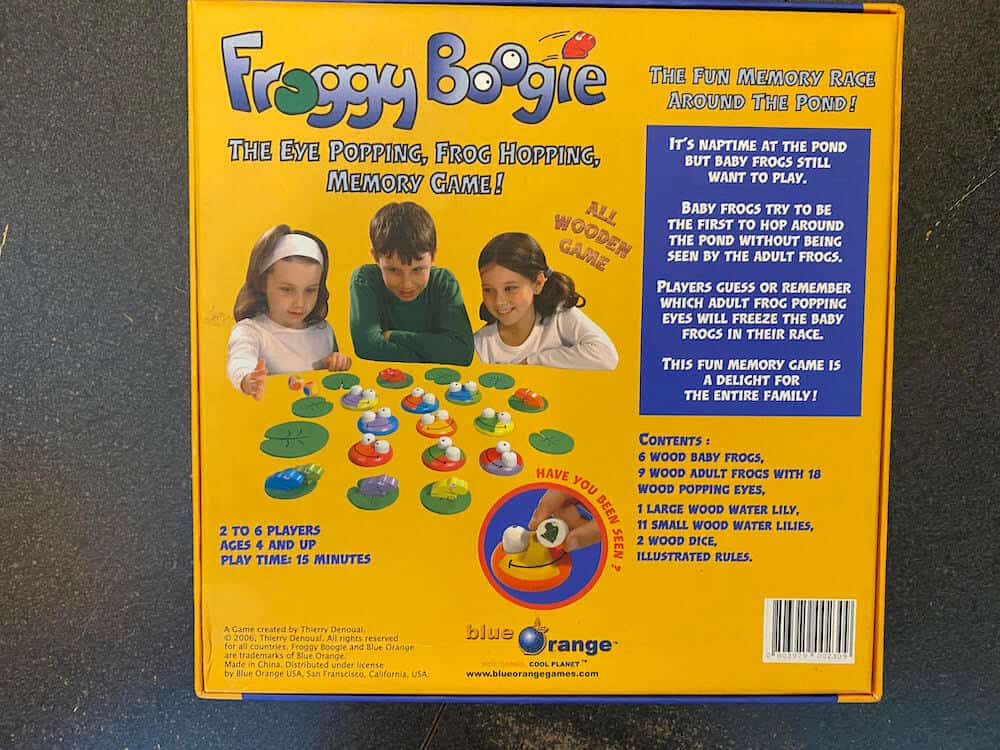 Froggy Boogie
THE EYE POPPING, FROG HOPPING,
MEMORY GAME!
ALL
WOODEN
GAME
THE FUN MEMORY RACE
AROUND THE POND!
IT'S NAPTIME AT THE POND
BUT BABY FROGS STILL
WANT TO PLAY.
BABY FROGS TRY TO BE
THE FIRST TO HOP AROUND
THE POND WITHOUT BEING
SEEN BY THE ADULT FROGS.
PLAYERS GUESS OR REMEMBER
WHICH ADULT FROG POPPING
EYES WILL FREEZE THE BABY
FROGS IN THEIR RACE.
THIS FUN MEMORY GAME IS
A DELIGHT FOR
THE ENTIRE FAMILY!
CONTENTS :
6 WOOD BABY FROGS,
9 WOOD ADULT FROGS WITH 18
WOOD POPPING EYES,
1 LARGE WOOD WATER LILY,
11 SMALL WOOD WATER LILIES,
2 WOOD DICE,
ILLUSTRATED RULES.
HAVE YOU BEEN SEEN ?
2 TO 6 PLAYERS
AGES 4 AND UP
PLAY TIME: 15 MINUTES
A Game created by Thierry Denoual.
© 2006, Thierry Denoual. All rights reserved
for all countries. Froggy Boogie and Blue Orange
are trademarks of Blue Orange.
Made in China. Distributed under license
by Blue Orange USA, San Franscisco, California, USA.
blue Orange™
HOT GAMES. COOL PLANET™
www.blueorangegames.com